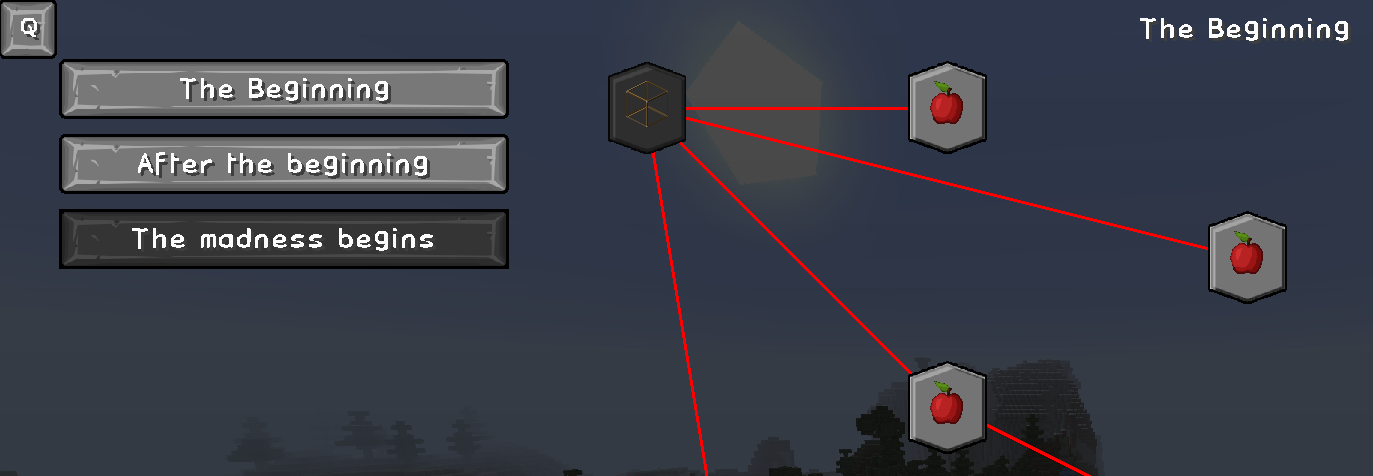 Q
The Beginning
The Beginning
After the beginning
The madness begins